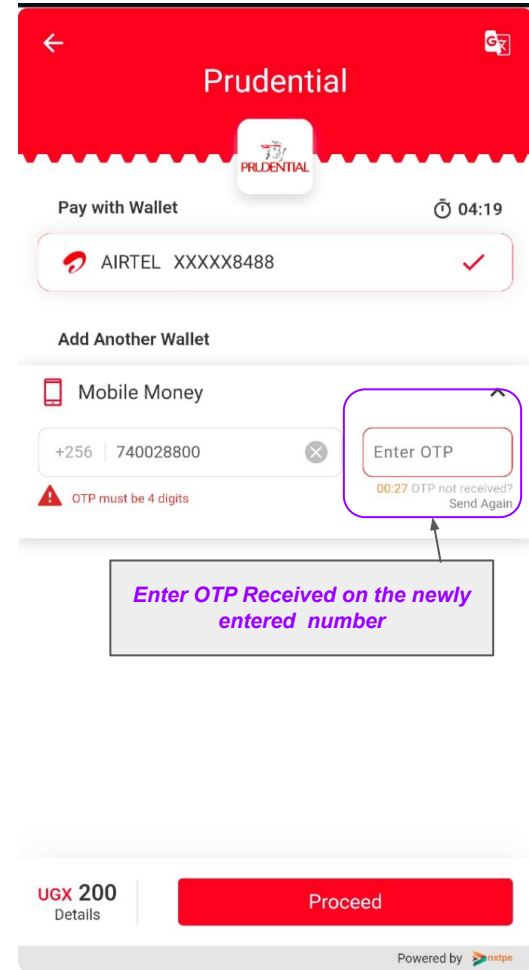 Prudential
PRUDENTIAL
Pay with Wallet 04:19
AIRTEL XXXXX8488
Add Another Wallet
Mobile Money
+256 740028800 Enter OTP
OTP must be 4 digits 00:27 OTP not received?
Send Again
Enter OTP Received on the newly
entered number
UGX 200 Proceed
Details
Powered by nxtpe